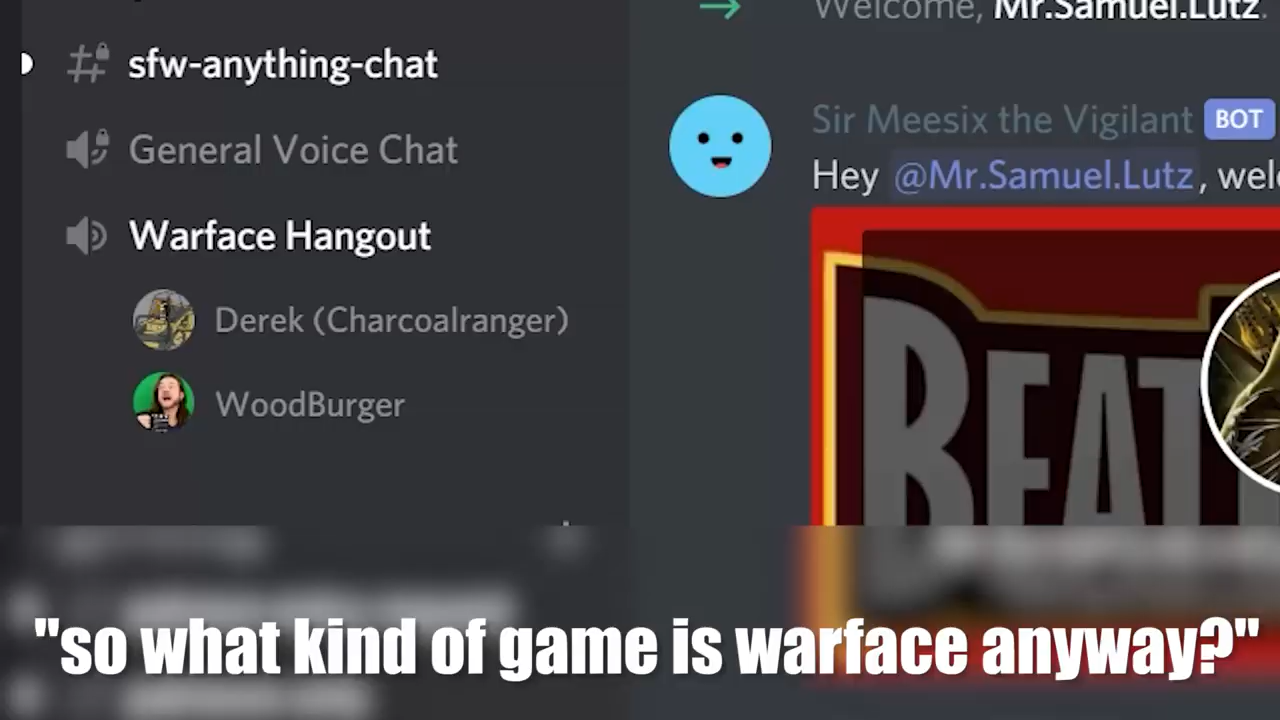 sfw-anything-chat
General Voice Chat
Warface Hangout
Derek (Charcoalranger)
WoodBurger
Welcome, Mr.Samuel.Lutz.
Sir Meesix the Vigilant BOT
Hey @Mr.Samuel.Lutz, wel
BEAT
"so what kind of game is warface anyway?"